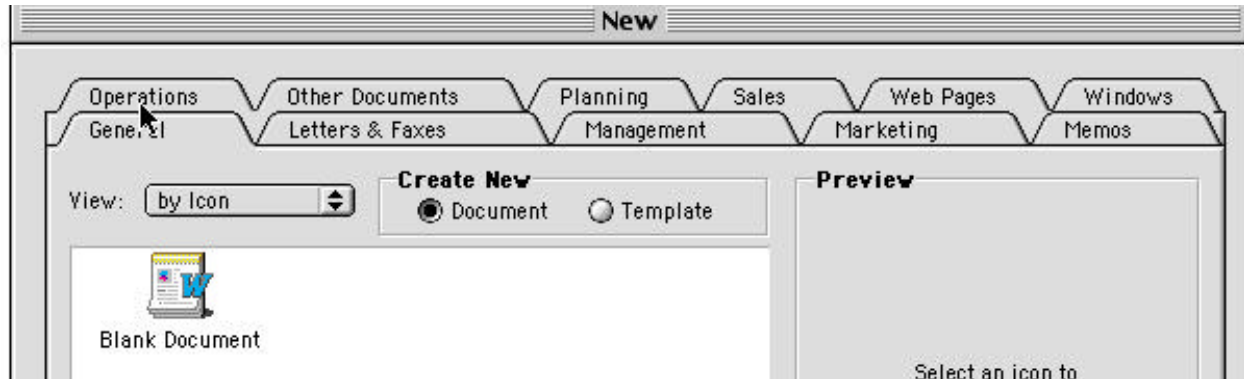 New
Operations Other Documents Planning Sales Web Pages Windows
General Letters & Faxes Management Marketing Memos
View: by Icon
Create New
Document Template
Preview
Blank Document
Select an icon to